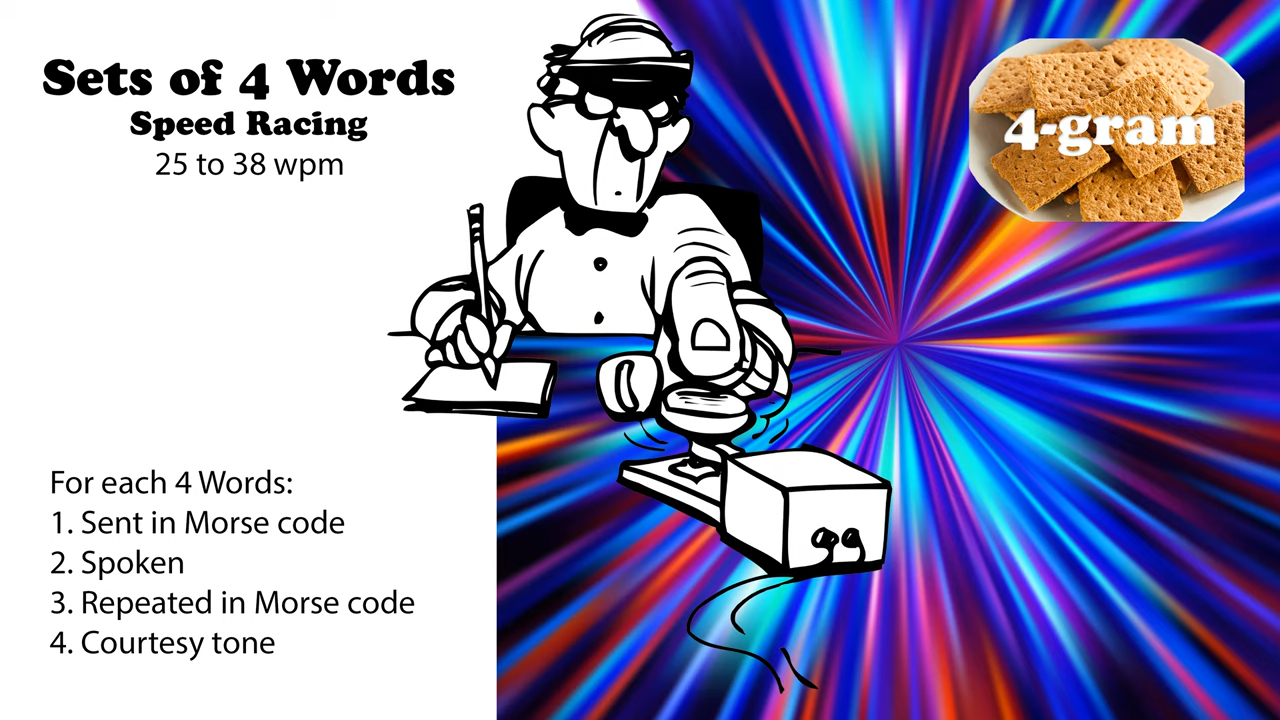 Sets of 4 Words
Speed Racing
25 to 38 wpm
4-gram
For each 4 Words:
1. Sent in Morse code
2. Spoken
3. Repeated in Morse code
4. Courtesy tone